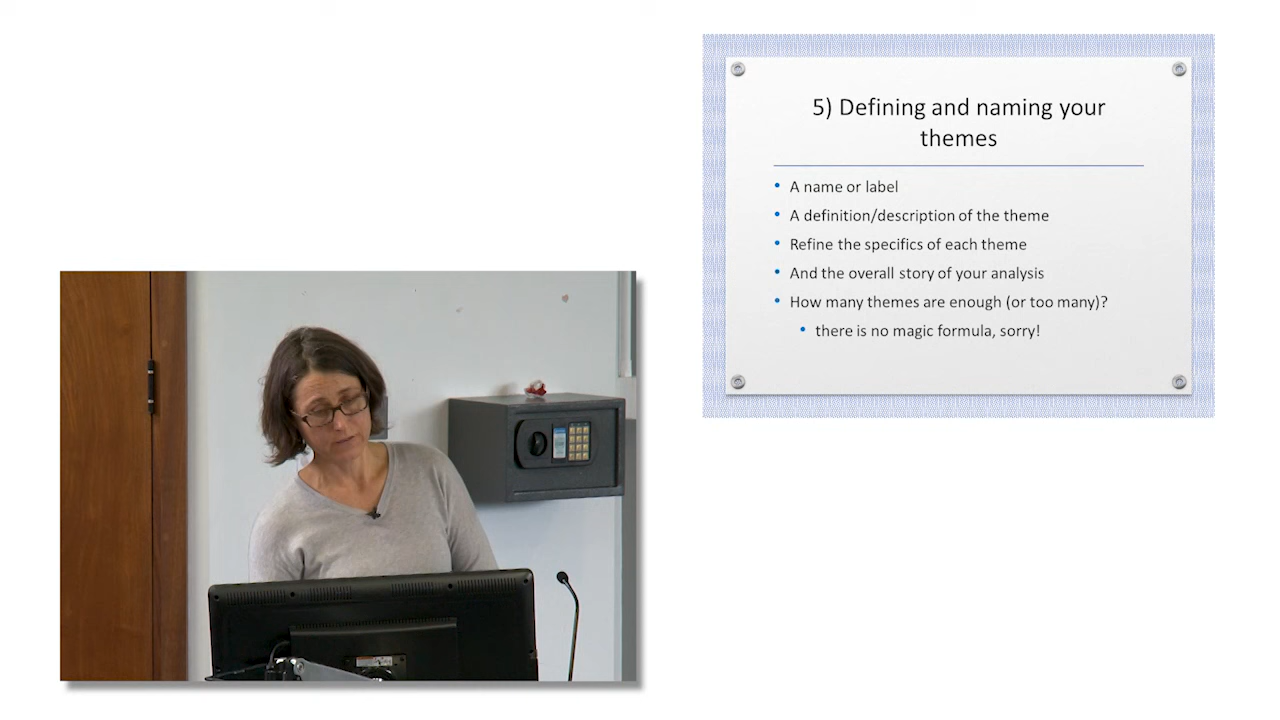 5) Defining and naming your
themes
• A name or label
• A definition/description of the theme
• Refine the specifics of each theme
• And the overall story of your analysis
• How many themes are enough (or too many)?
• there is no magic formula, sorry!